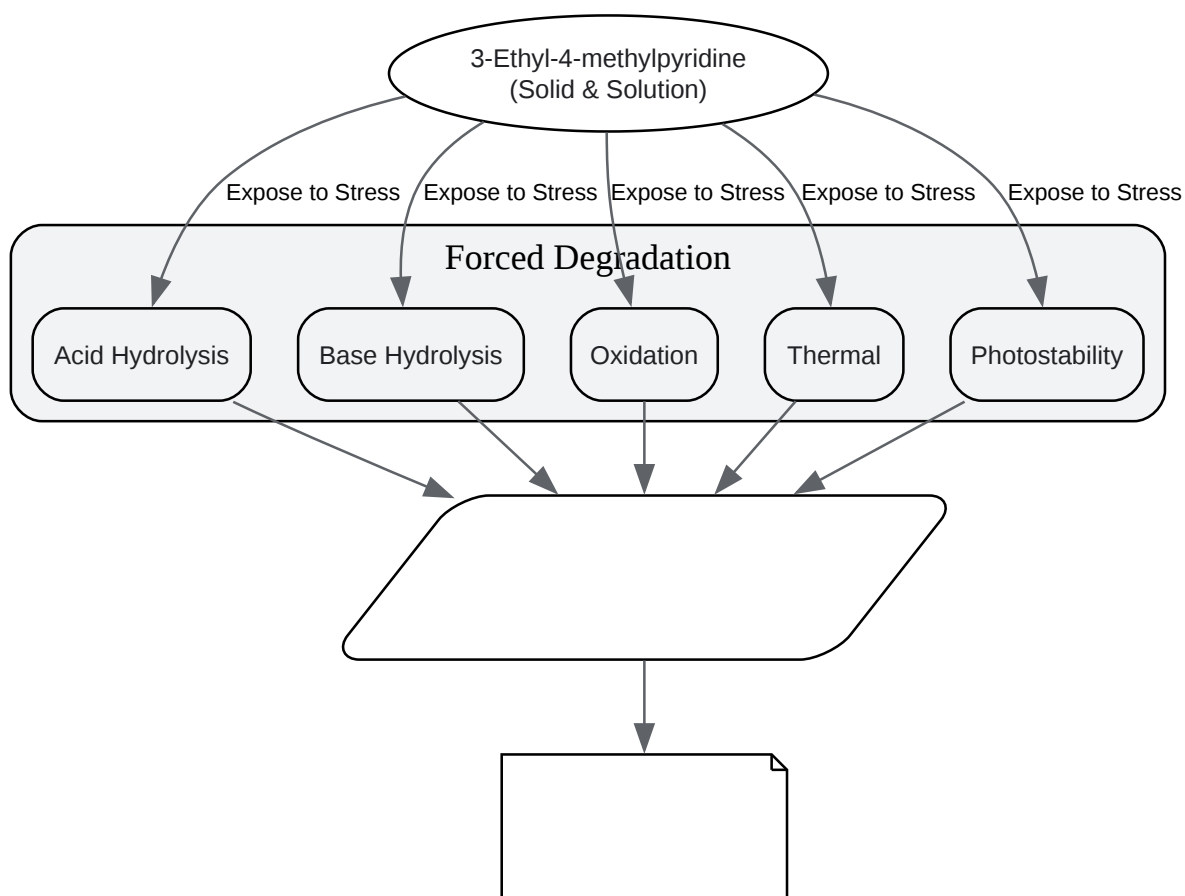 3-Ethyl-4-methylpyridine
(Solid & Solution)
Expose to Stress
Expose to Stress
Expose to Stress
Expose to Stress
Expose to Stress
Forced Degradation
Acid Hydrolysis
Base Hydrolysis
Oxidation
Thermal
Photostability